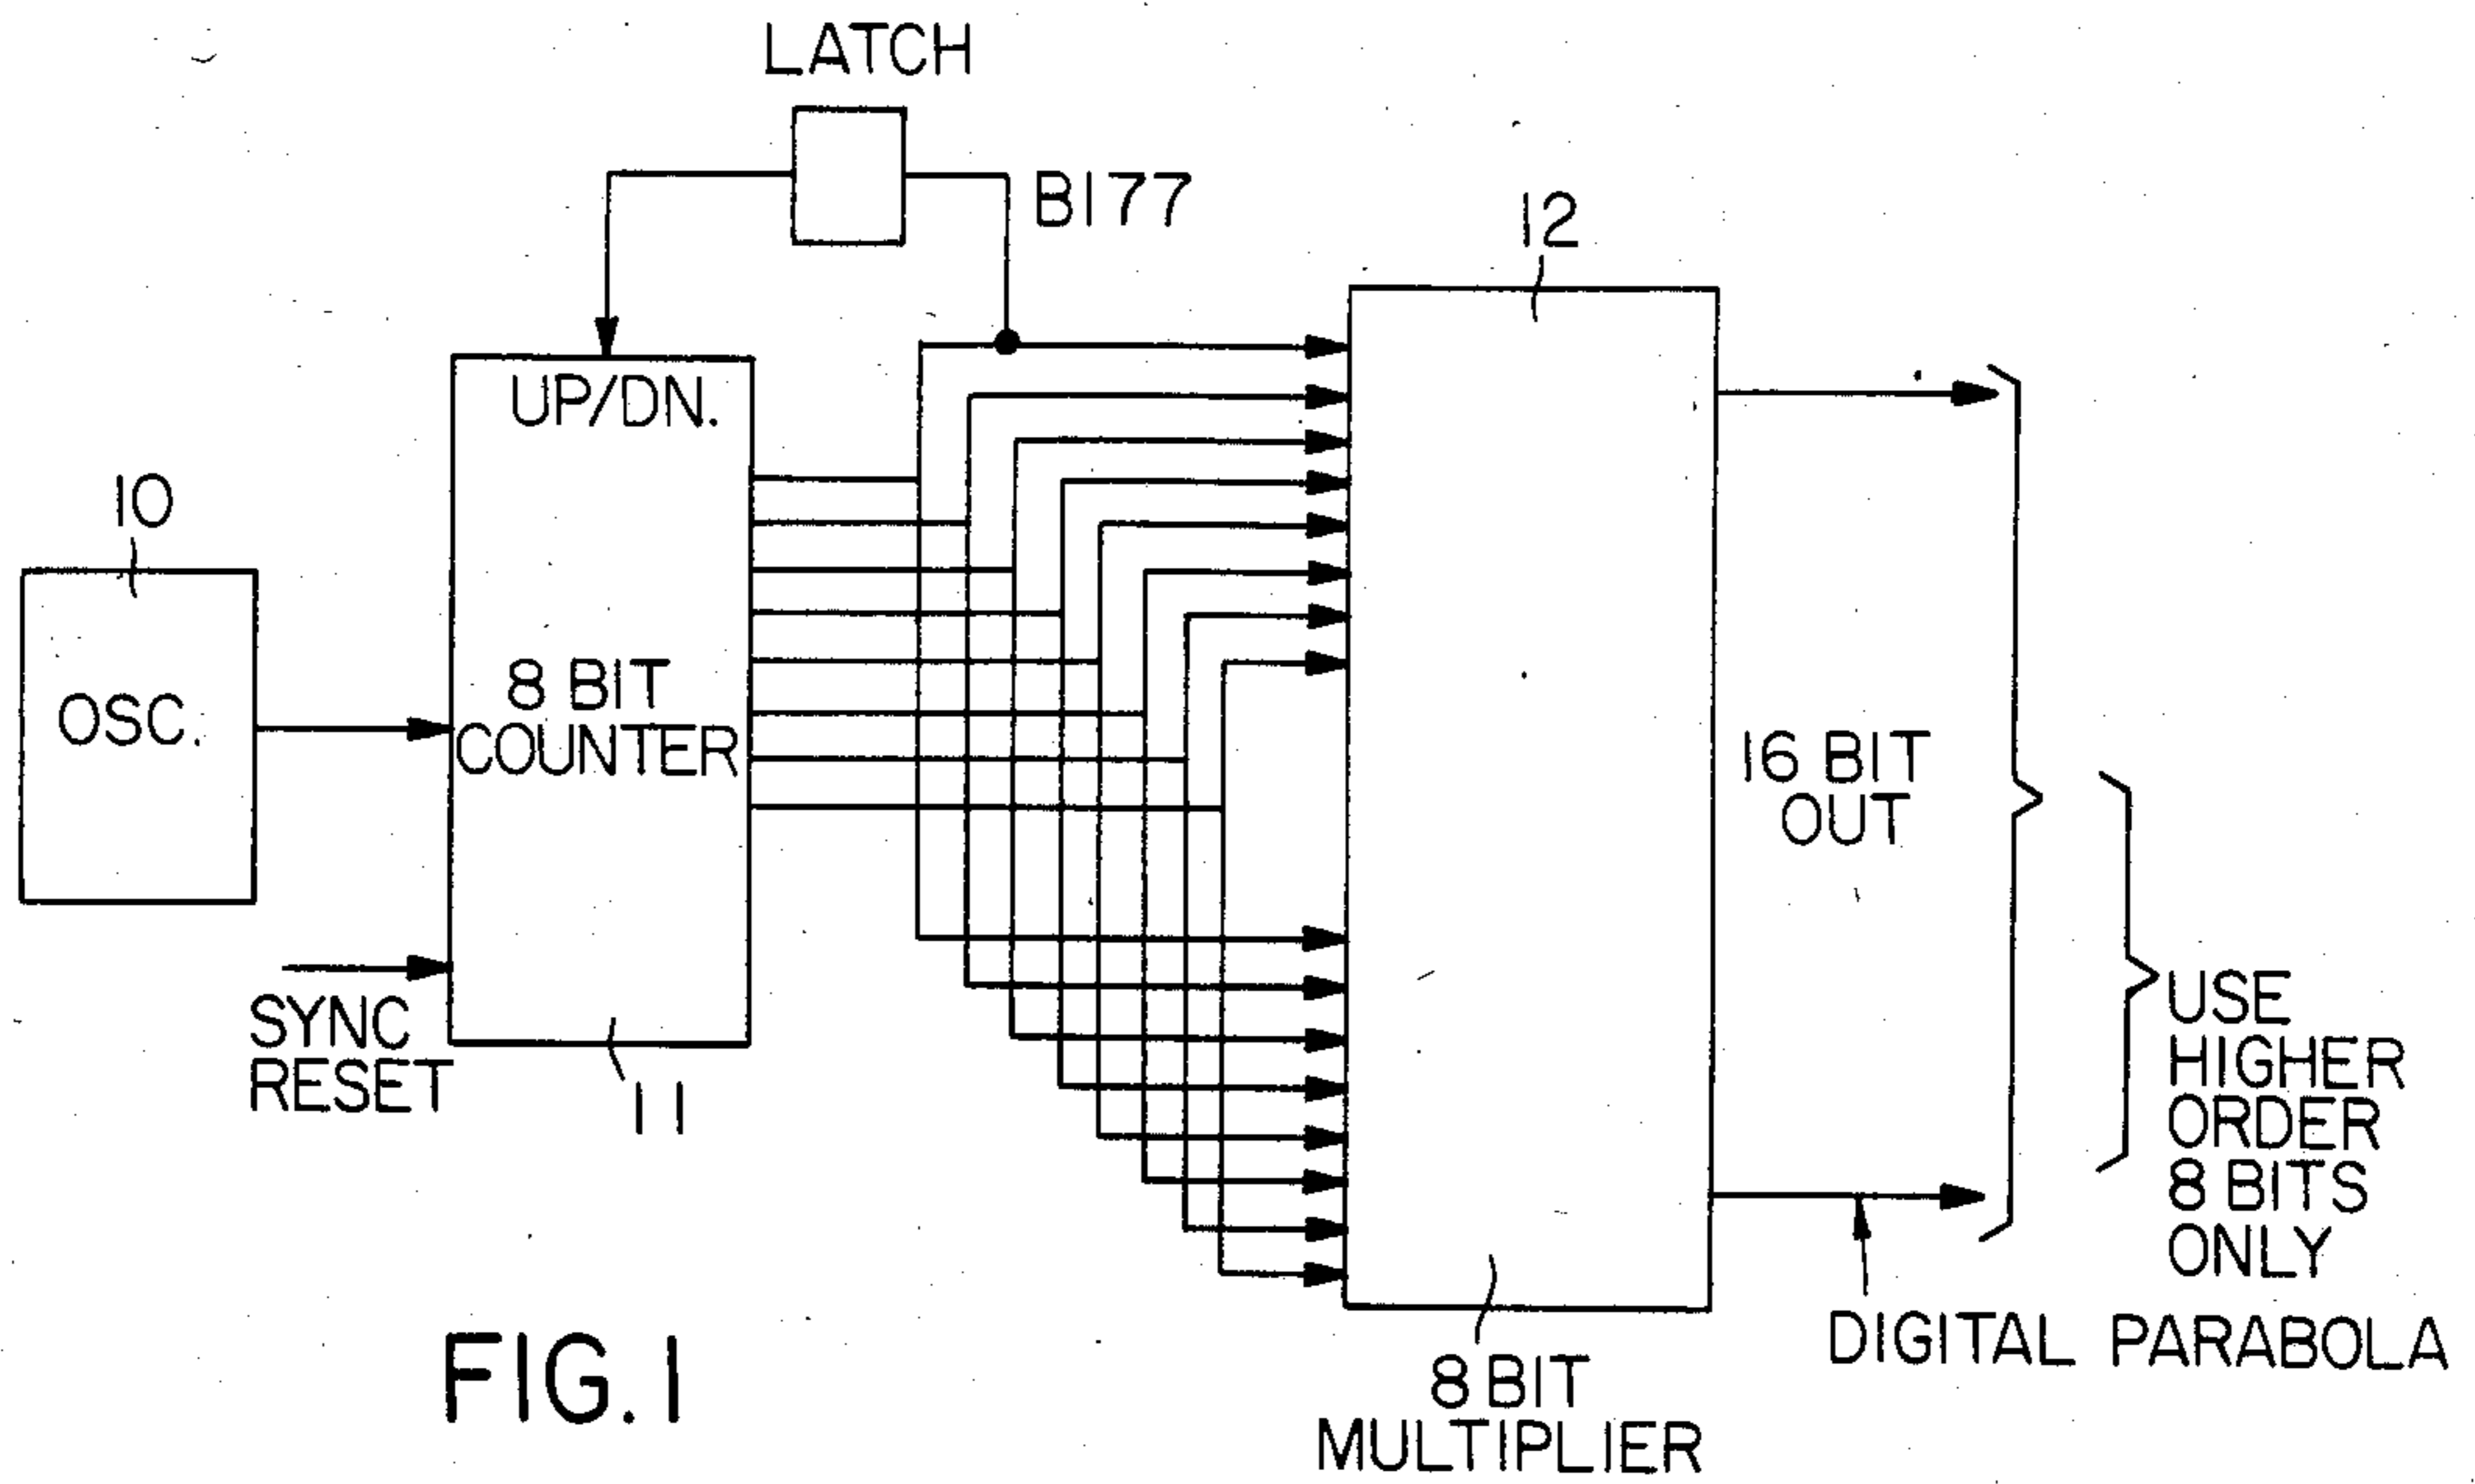 LATCH
B177
12
UP/DN.
10
OSC.
8 BIT
COUNTER
16 BIT
OUT
SYNC
RESET
11
USE
HIGHER
ORDER
8 BITS
ONLY
DIGITAL PARABOLA
8 BIT
MULTIPLIER
FIG. 1